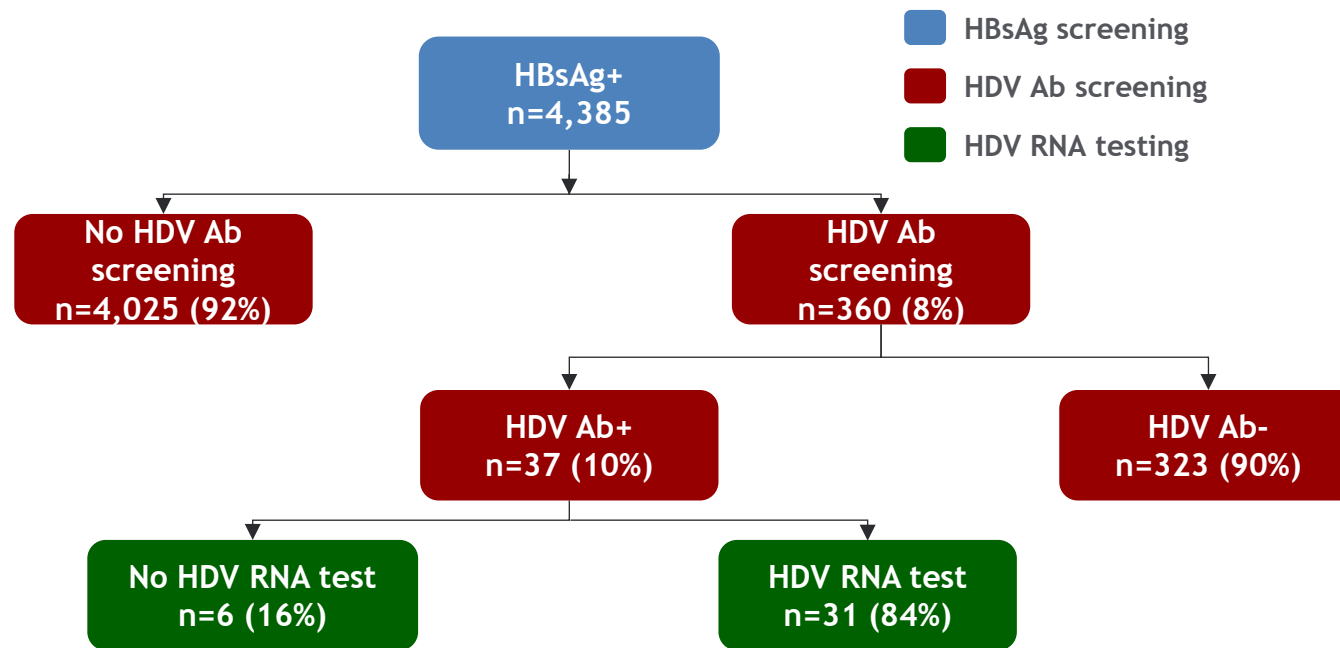 HBsAg screening
HDV Ab screening
HDV RNA testing
HBsAg+
n=4,385
No HDV Ab
screening
n=4,025 (92%)
HDV Ab
screening
n=360 (8%)
HDV Ab+
n=37 (10%)
HDV Ab-
n=323 (90%)
No HDV RNA test
n=6 (16%)
HDV RNA test
n=31 (84%)